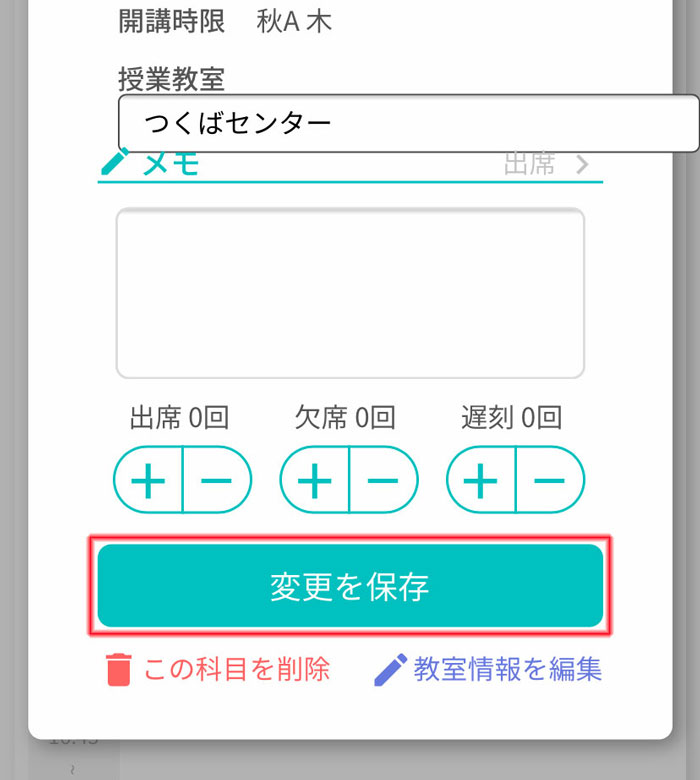 開講時限 秋A 木
授業教室
つくばセンター
メモ 出席
出席 0回 欠席 0回 遅刻 0回
変更を保存
この科目を削除 教室情報を編集